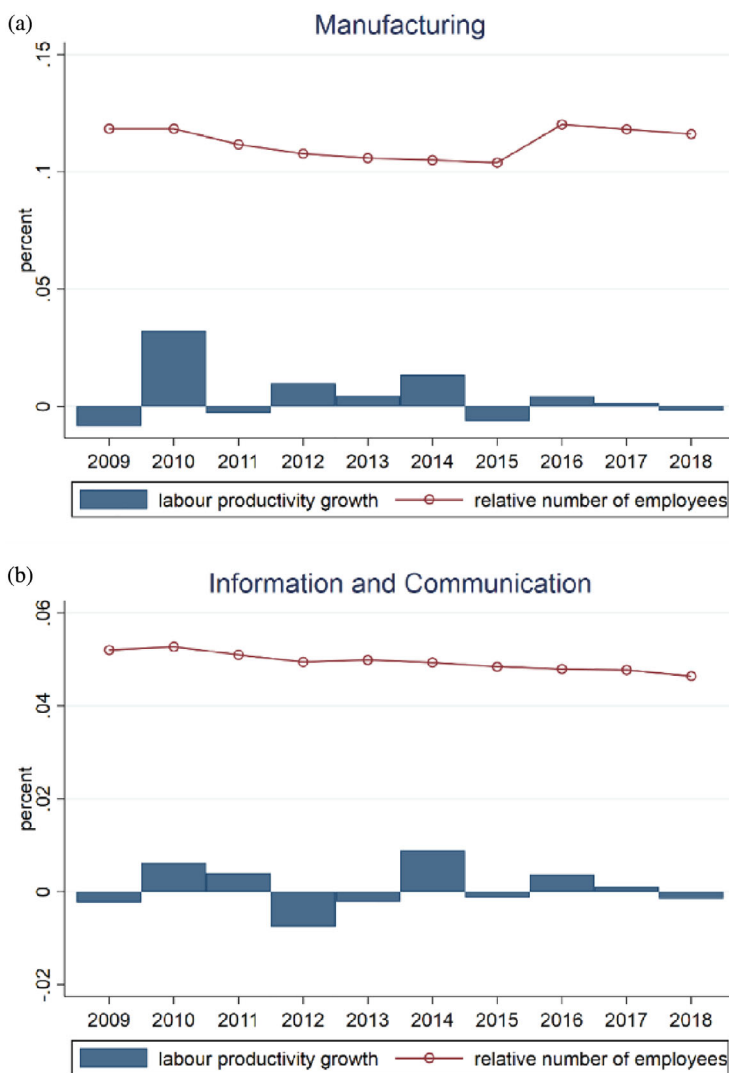 (a)
Manufacturing
.15
.1
.05
0
percent
2009 2010 2011 2012 2013 2014 2015 2016 2017 2018
labour productivity growth relative number of employees
(b)
Information and Communication
.06
.04
.02
0
-.02
percent
2009 2010 2011 2012 2013 2014 2015 2016 2017 2018
labour productivity growth relative number of employees